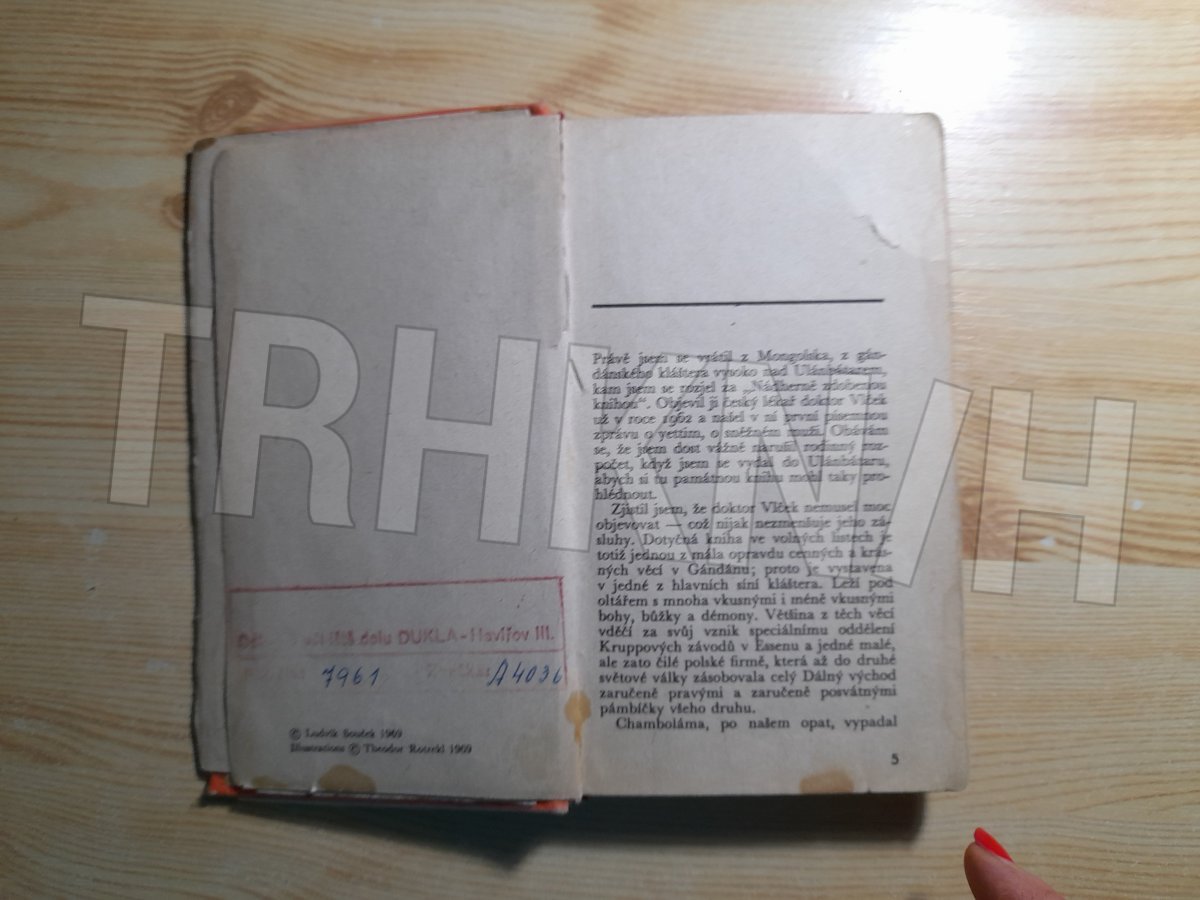 dolu DUKLA - Havířov III.
7961
A 4036
© Ludvík Souček 1969
Illustrations © Theodor Rotrekl 1969
Právě jsem se vrátil z Mongolska, z gán-
dánského kláštera vysoko nad Ulánbátarem,
kam jsem se rozjel za „Nádherně zdobenou
knihou“. Objevil ji český lékař doktor Vlček
už v roce 1962 a našel v ní první písemnou
zprávu o yettim, o sněžném muži. Obávám
se, že jsem dost vážně narušil rodinný roz-
počet, když jsem se vydal do Ulánbátaru,
abych si tu památnou knihu mohl taky pro-
hlédnout.
Zjistil jsem, že doktor Vlček nemusel moc
objevovat — což nijak nezmenšuje jeho zá-
sluhy. Dotyčná kniha ve volných listech je
totiž jednou z mála opravdu cenných a krás-
ných věcí v Gándánu; proto je vystavena
v jedné z hlavních síní kláštera. Leží pod
oltářem s mnoha vkusnými i méně vkusnými
bohy, bůžky a démony. Většina z těch věcí
vděčí za svůj vznik speciálnímu oddělení
Kruppových závodů v Essenu a jedné malé,
ale zato čilé polské firmě, která až do druhé
světové války zásobovala celý Dálný východ
zaručeně pravými a zaručeně posvátnými
pámbíčky všeho druhu.
Chamboláma, po našem opat, vypadal
5